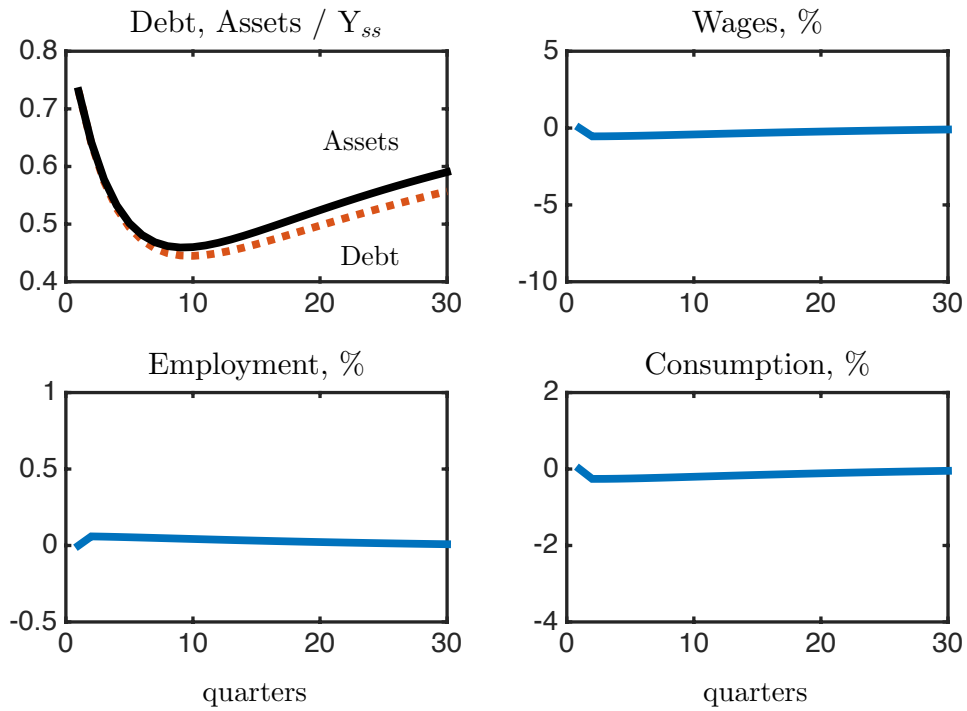 Debt, Assets / Y_ss
0.8
0.7
0.6
0.5
0.4
Assets
Debt
0 10 20 30
Wages, %
5
0
-5
-10
0 10 20 30
Employment, %
1
0.5
0
-0.5
0 10 20 30
quarters
Consumption, %
2
0
-2
-4
0 10 20 30
quarters